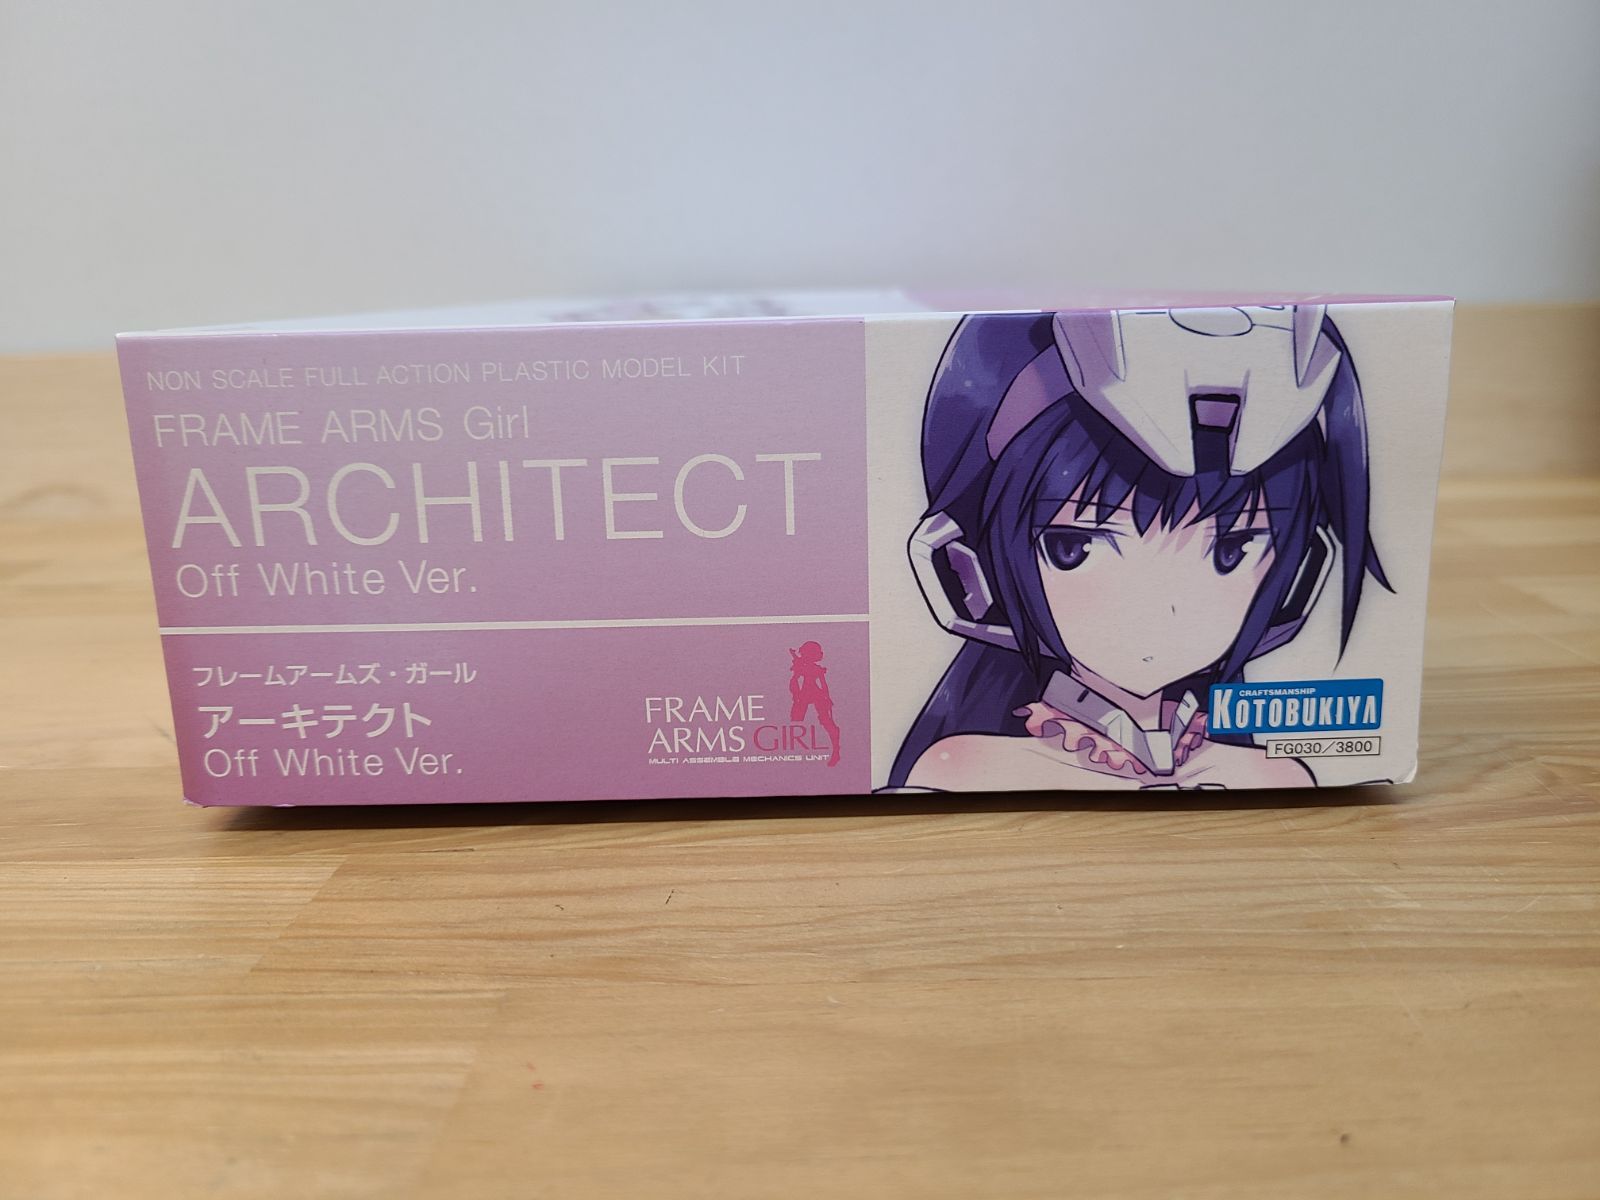 NON SCALE FULL ACTION PLASTIC MODEL KIT
FRAME ARMS Girl
ARCHITECT
Off White Ver.
フレームアームズ・ガール
アーキテクト
Off White Ver.
FRAME
ARMS GIRL
MULTI ASSEMBLE MECHANICS UNIT
CRAFTSMANSHIP
KOTOBUKIYA
FG030/3800